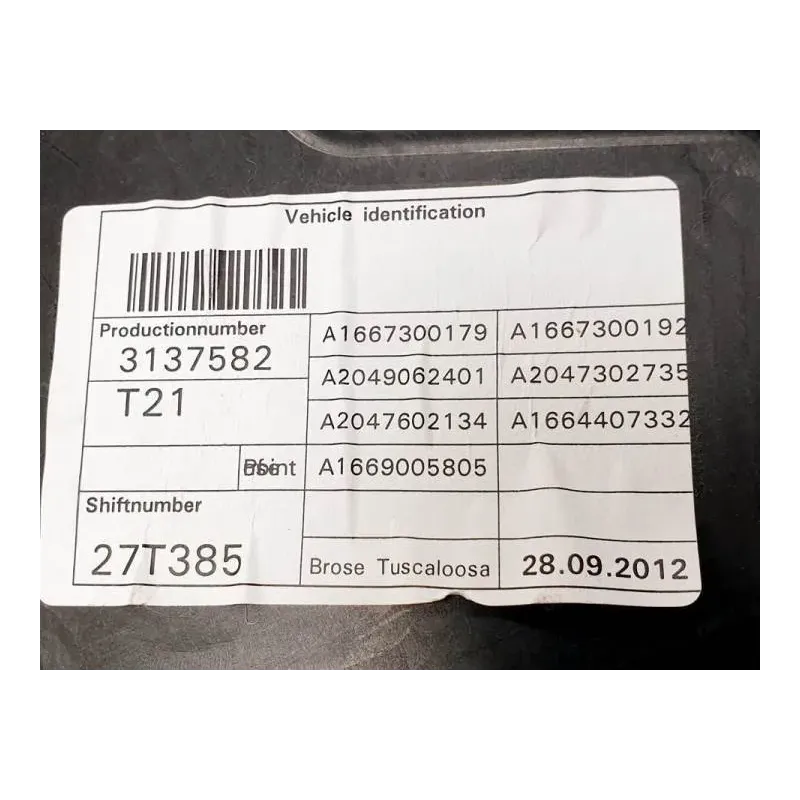 Vehicle identification
Productionnumber
A1667300179 A1667300192
3137582
A2049062401 A2047302735
T21
A2047602134 A1664407332
A1669005805
Shiftnumber
27T385
Brose Tuscaloosa 28.09.2012